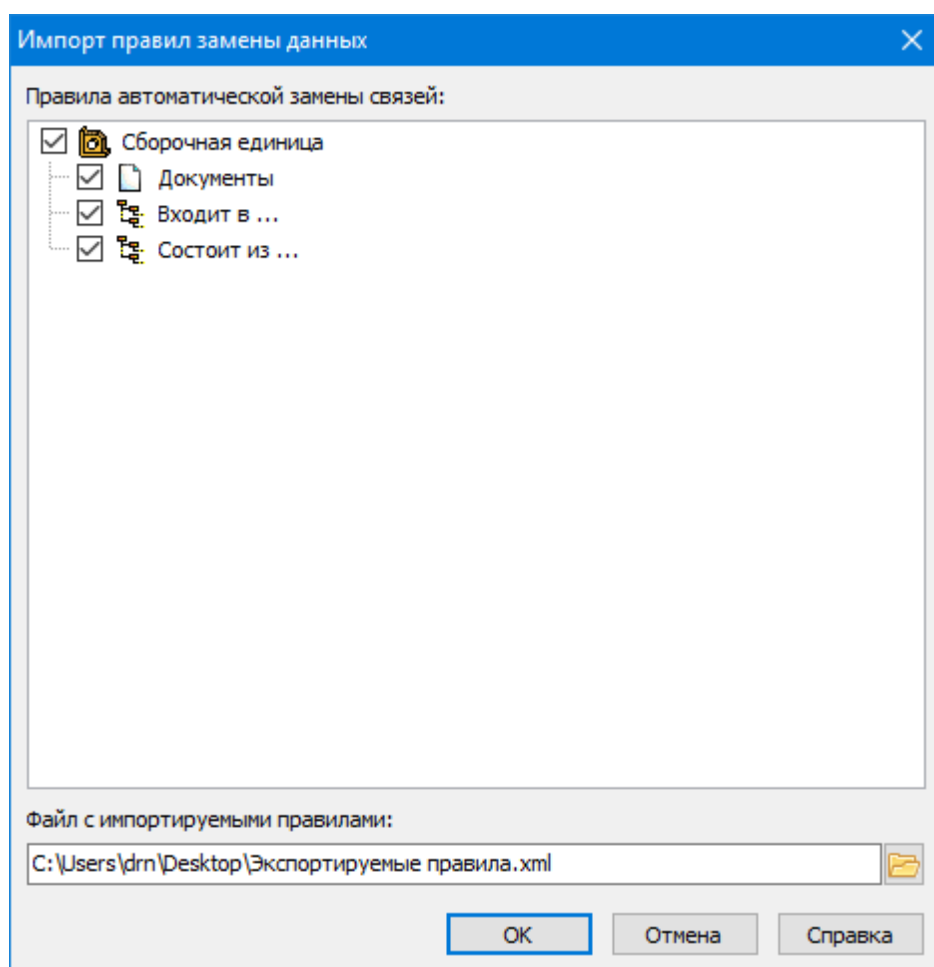 Импорт правил замены данных
Правила автоматической замены связей:
Сборочная единица
Документы
Входит в ...
Состоит из ...
Файл с импортируемыми правилами:
C:\Users\drn\Desktop\Экспортируемые правила.xml
ОК Отмена Справка